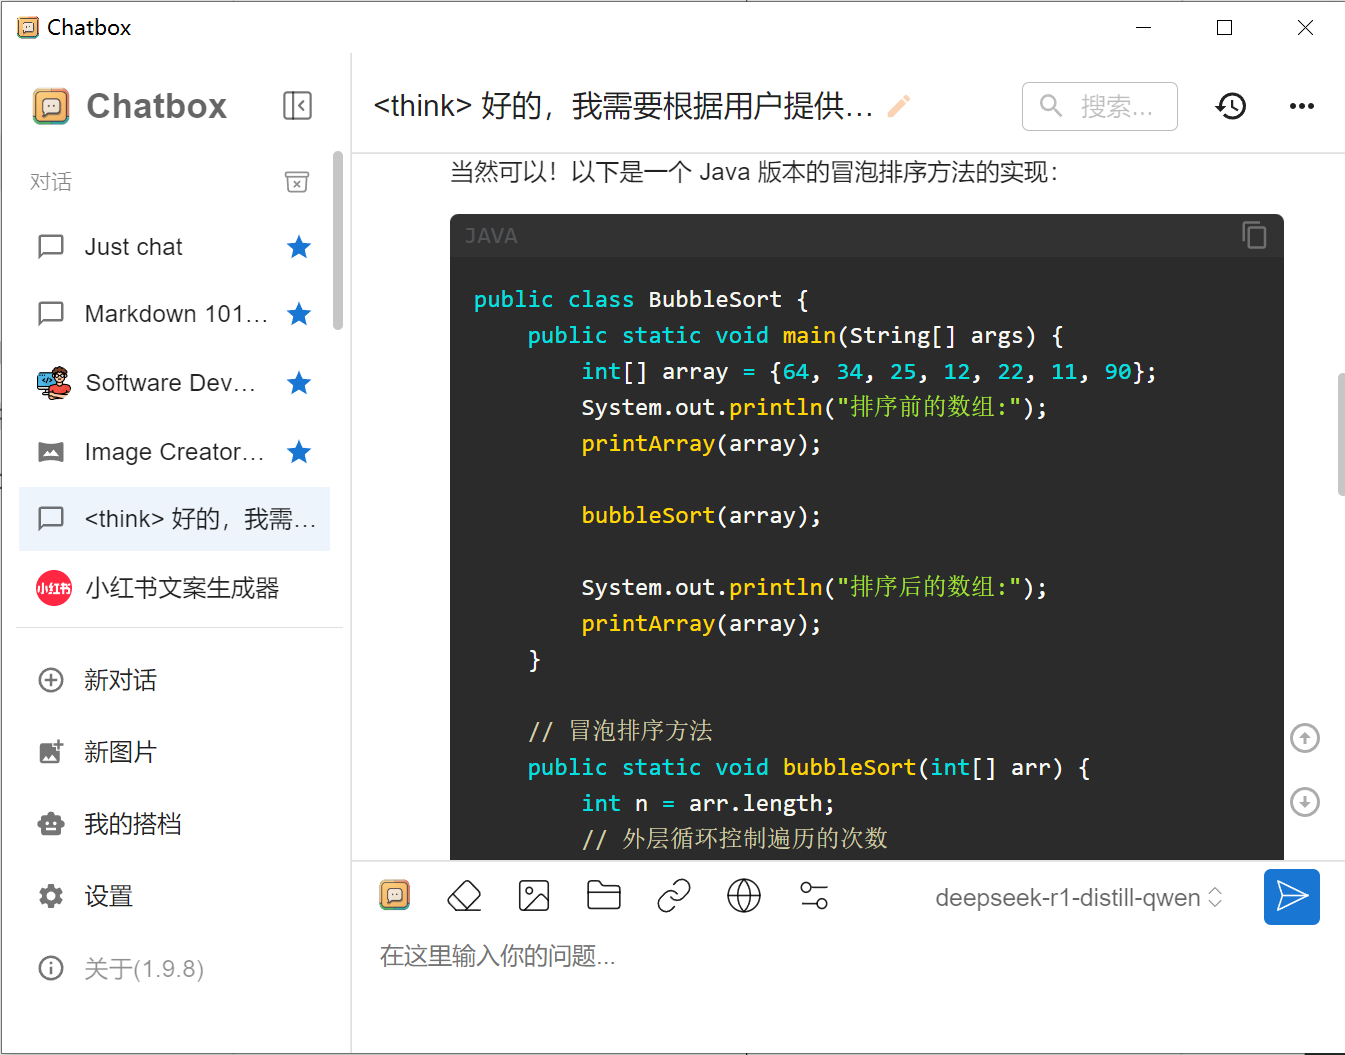 Chatbox
Chatbox
对话
Just chat
Markdown 101...
Software Dev...
Image Creator...
<think> 好的，我需...
小红书
小红书文案生成器
新对话
新图片
我的搭档
设置
关于(1.9.8)
<think> 好的，我需要根据用户提供...
搜索...
当然可以！以下是一个 Java 版本的冒泡排序方法的实现：
JAVA
public class BubbleSort {
    public static void main(String[] args) {
        int[] array = {64, 34, 25, 12, 22, 11, 90};
        System.out.println("排序前的数组:");
        printArray(array);
        bubbleSort(array);
        System.out.println("排序后的数组:");
        printArray(array);
    }
    // 冒泡排序方法
    public static void bubbleSort(int[] arr) {
        int n = arr.length;
        // 外层循环控制遍历的次数
deepseek-r1-distill-qwen
在这里输入你的问题...